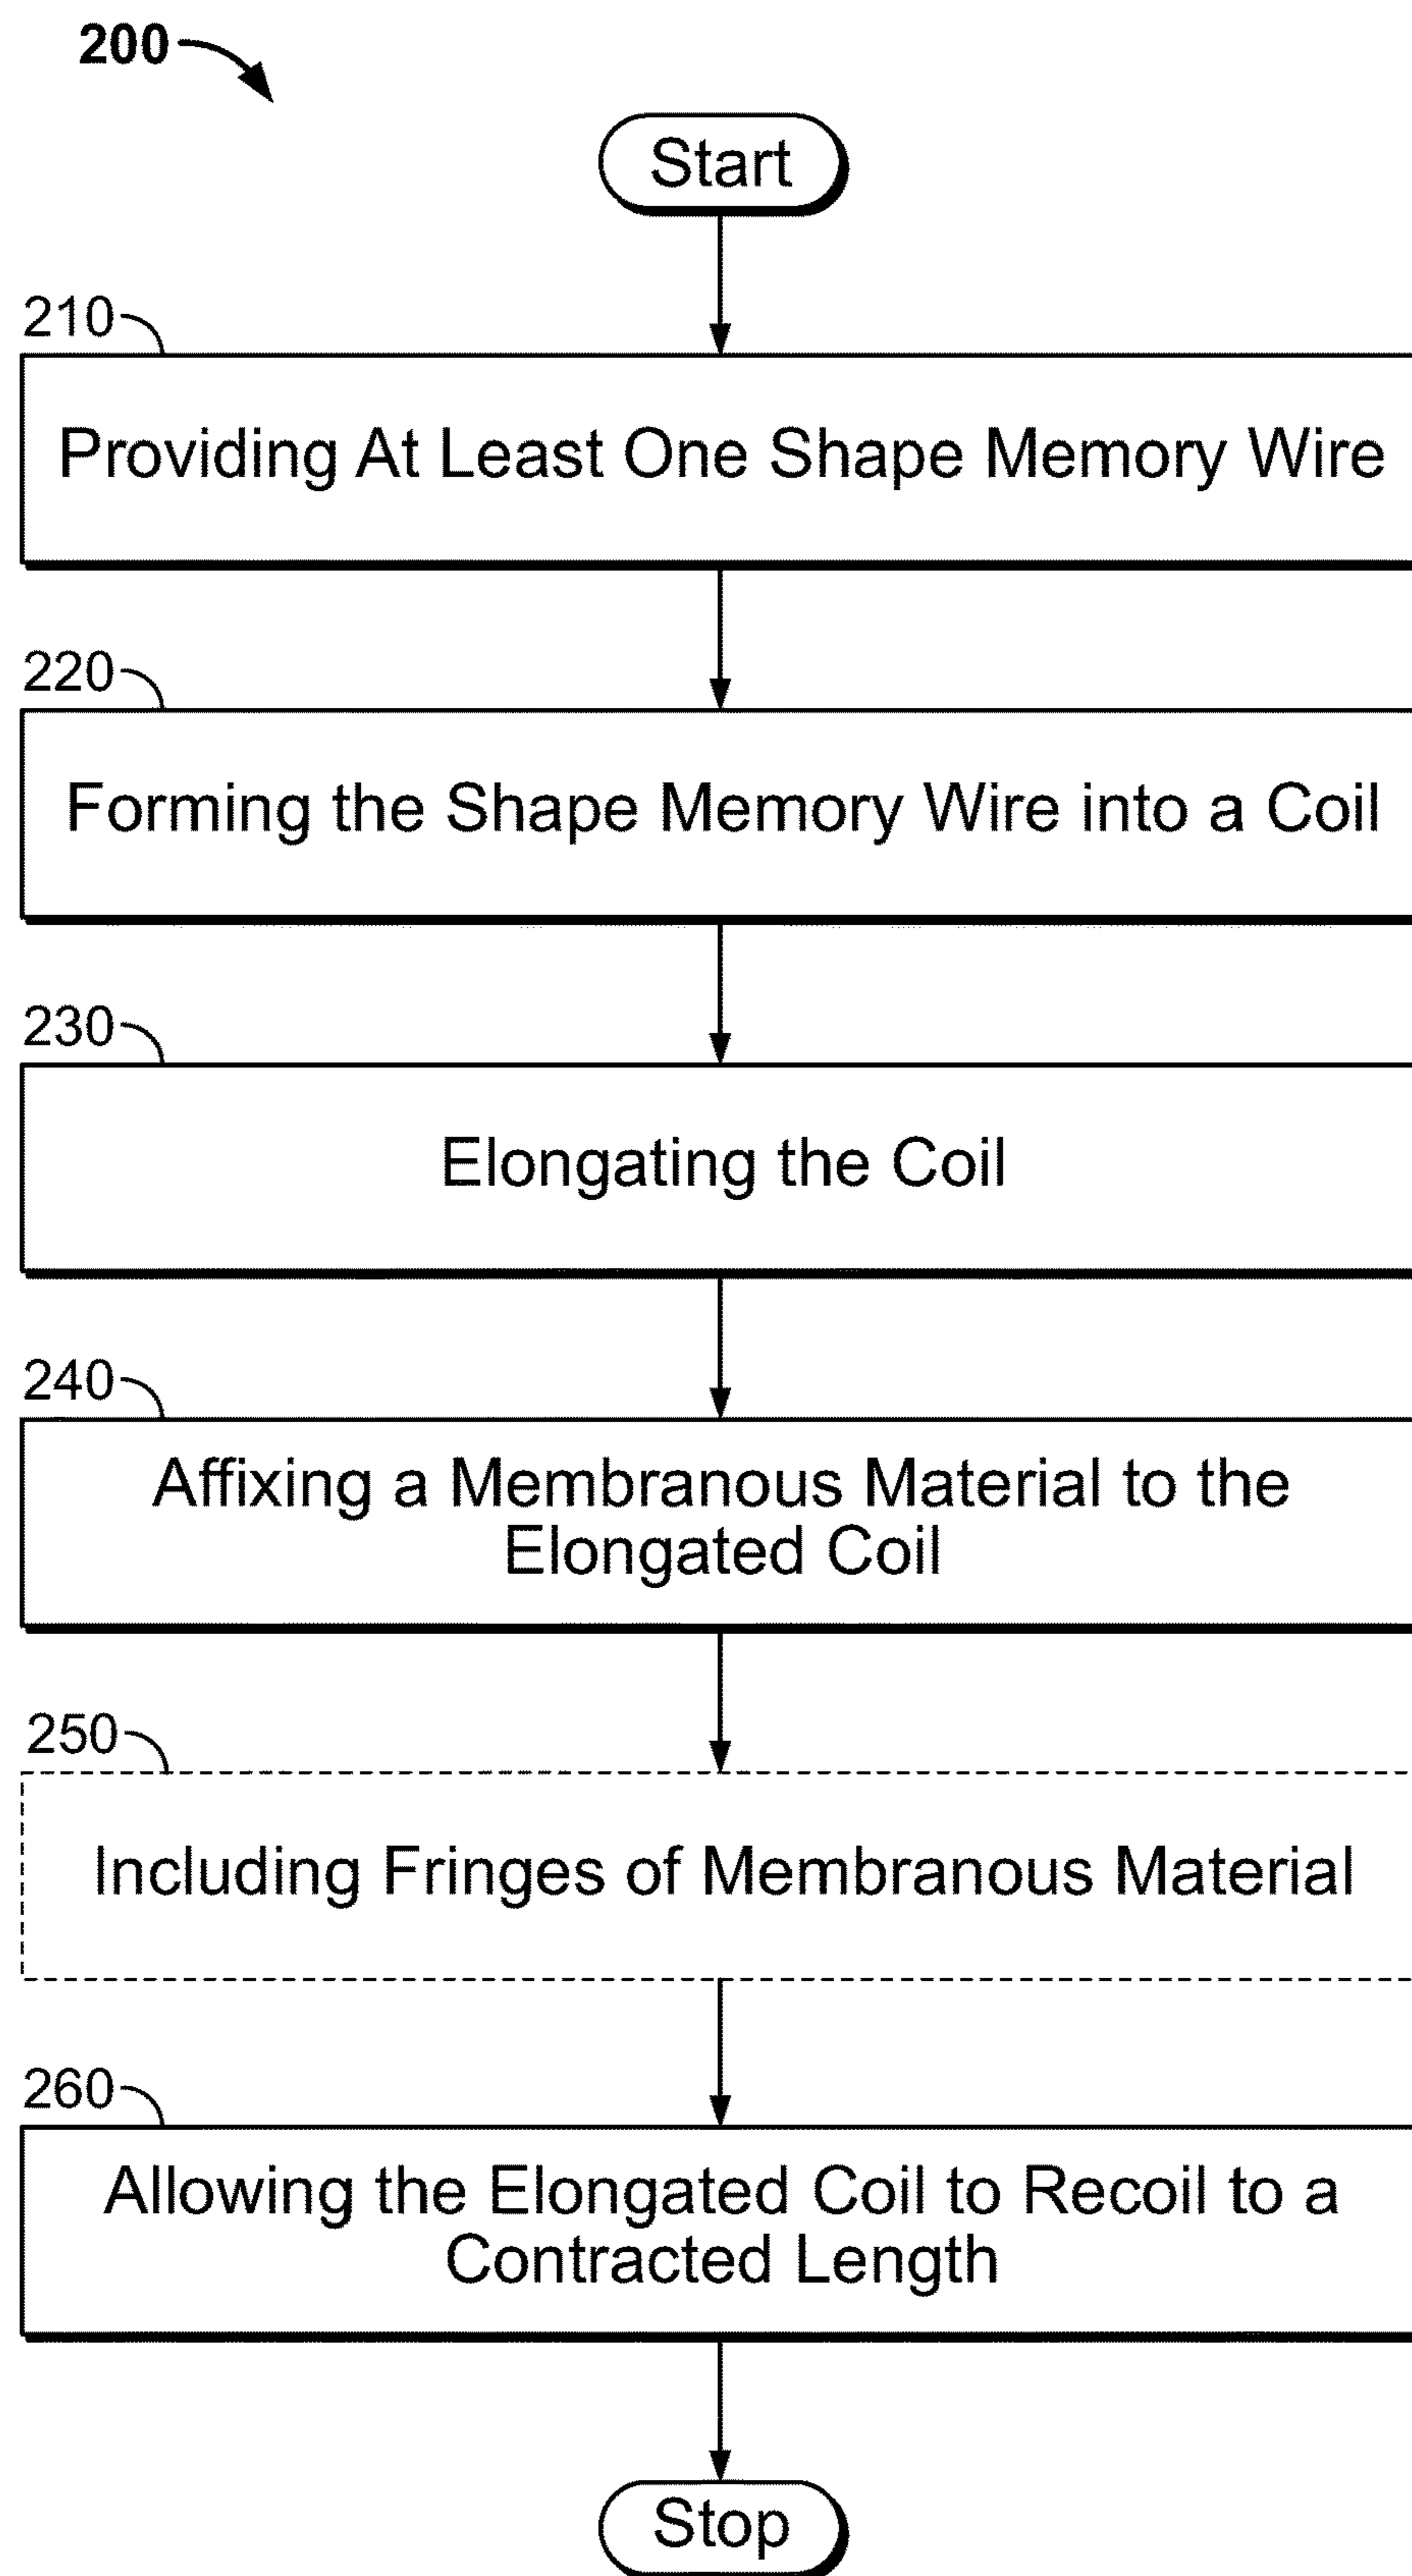 200
Start
210
Providing At Least One Shape Memory Wire
220
Forming the Shape Memory Wire into a Coil
230
Elongating the Coil
240
Affixing a Membranous Material to the
Elongated Coil
250
Including Fringes of Membranous Material
260
Allowing the Elongated Coil to Recoil to a
Contracted Length
Stop